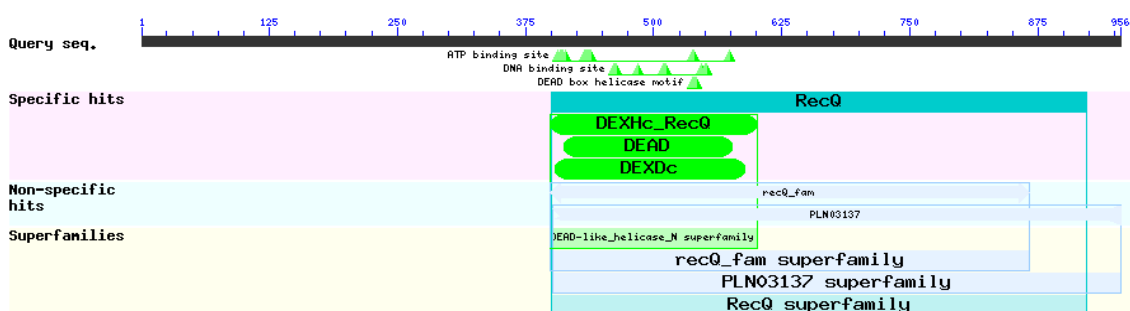 1 125 250 375 500 625 750 875 956
Query seq.
ATP binding site
DNA binding site
DEAD box helicase motif
Specific hits
RecQ
DEXHc_RecQ
DEAD
DEXDc
Non-specific
hits
recQ_fam
PLN03137
Superfamilies
DEAD-like_helicase_N superfamily
recQ_fam superfamily
PLN03137 superfamily
RecQ superfamily